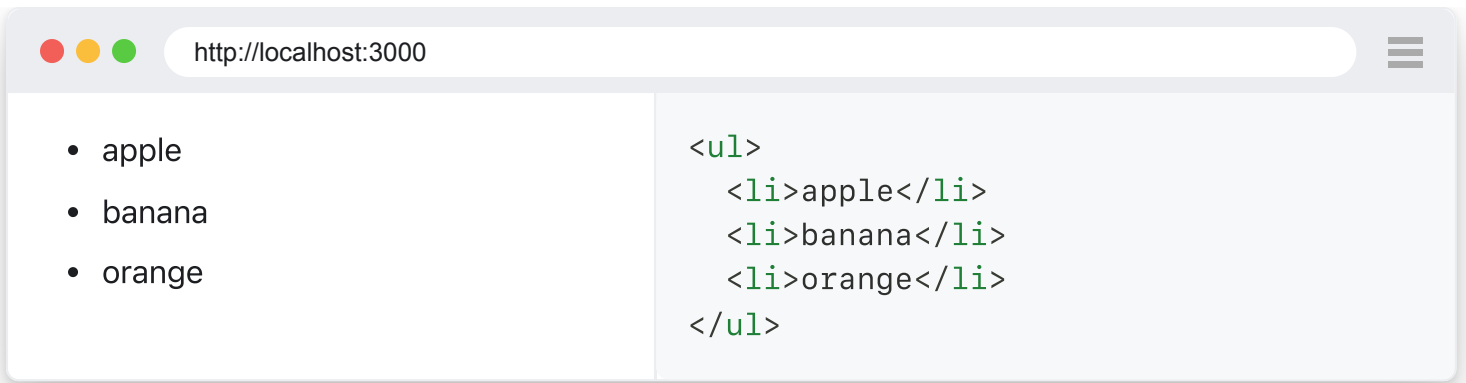 http://localhost:3000
apple
banana
orange
<ul>
  <li>apple</li>
  <li>banana</li>
  <li>orange</li>
</ul>